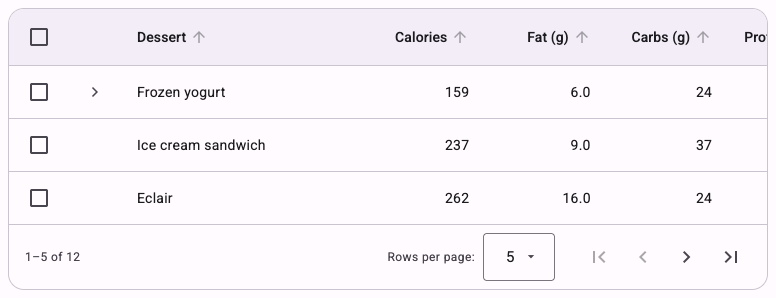 Dessert Calories Fat (g) Carbs (g) Pro
Frozen yogurt 159 6.0 24
Ice cream sandwich 237 9.0 37
Eclair 262 16.0 24
1–5 of 12 Rows per page: 5